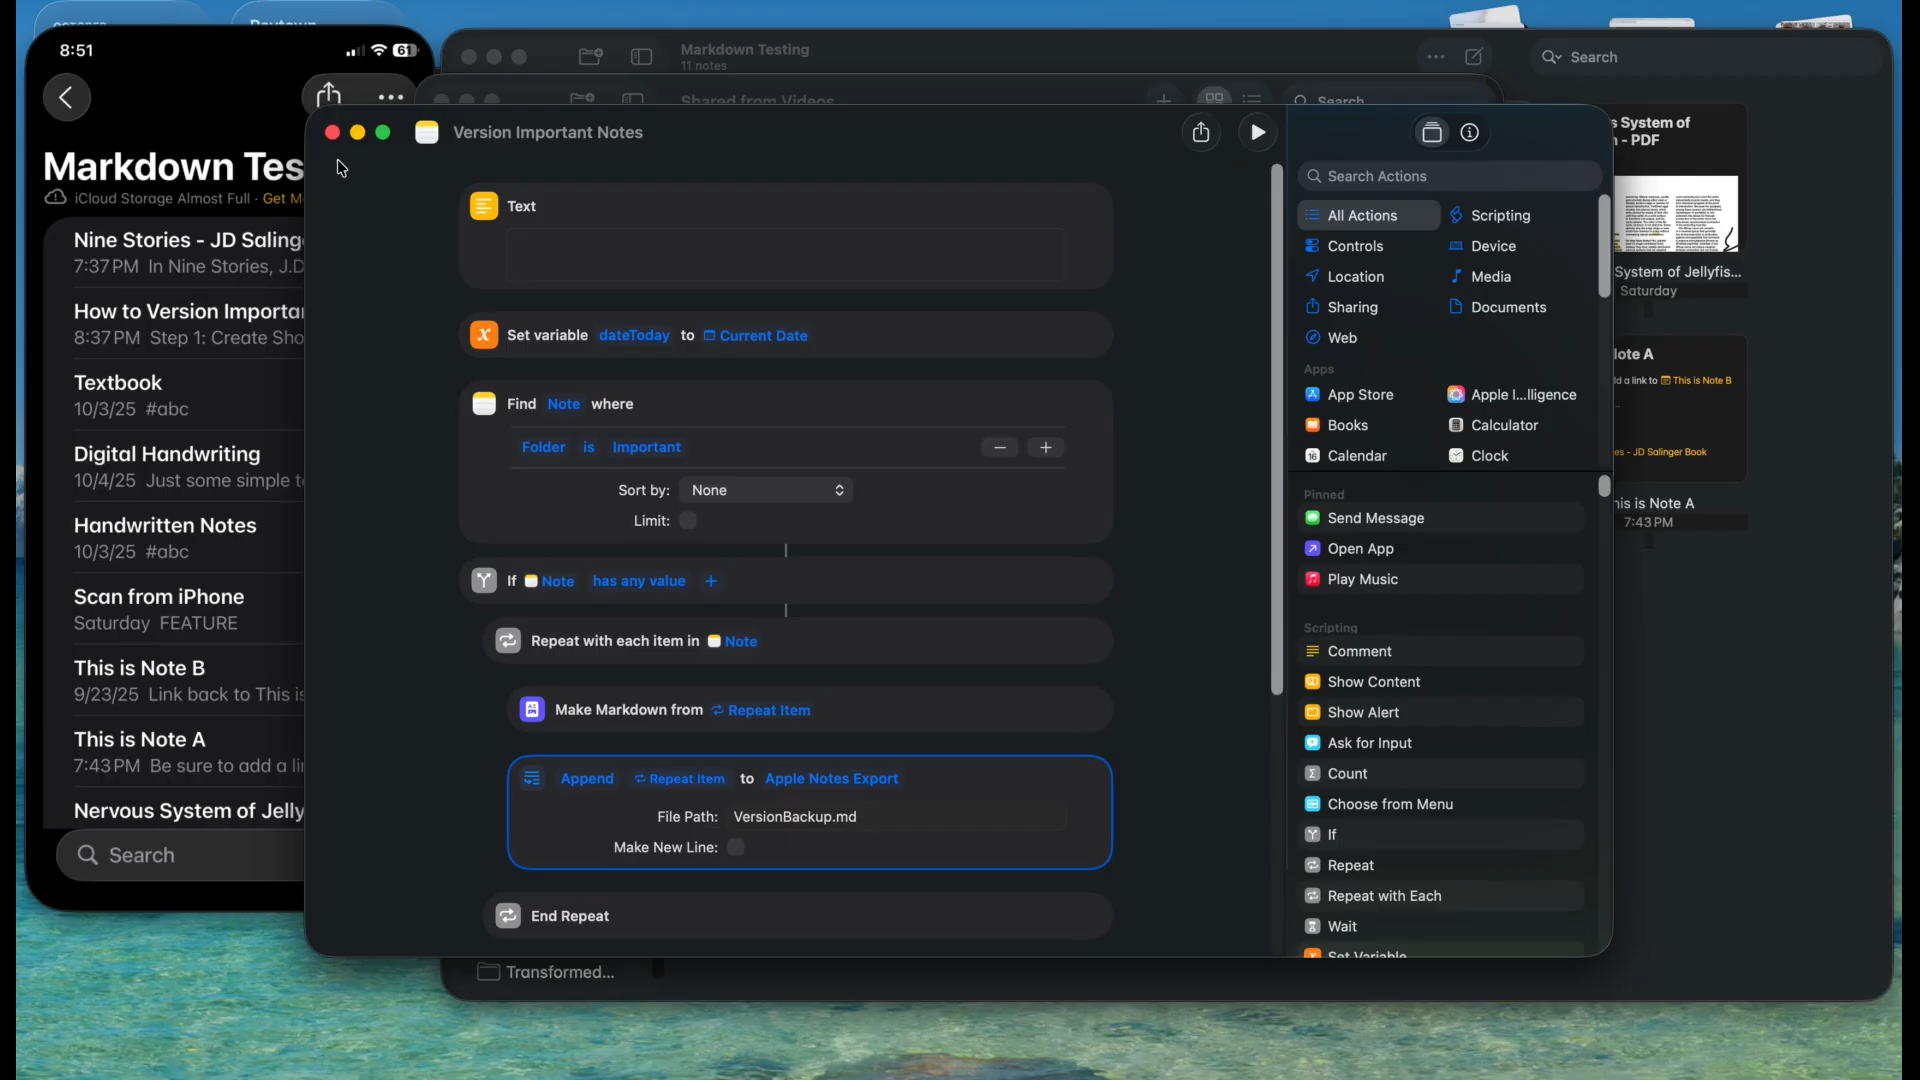 8:51
61
Markdown Tes
iCloud Storage Almost Full · Get M
Nine Stories - JD Saling
7:37 PM In Nine Stories, J.D
How to Version Importa
8:37 PM Step 1: Create Sho
Textbook
10/3/25 #abc
Digital Handwriting
10/4/25 Just some simple t
Handwritten Notes
10/3/25 #abc
Scan from iPhone
Saturday FEATURE
This is Note B
9/23/25 Link back to This is
This is Note A
7:43 PM Be sure to add a li
Nervous System of Jelly
Search
Markdown Testing
11 notes
Search
Shared from Videos
Search
Version Important Notes
Text
Set variable dateToday to Current Date
Find Note where
Folder is Important
Sort by: None
Limit:
If Note has any value
Repeat with each item in Note
Make Markdown from Repeat Item
Append Repeat Item to Apple Notes Export
File Path: VersionBackup.md
Make New Line:
End Repeat
Transformed...
Search Actions
All Actions
Scripting
Controls
Device
Location
Media
Sharing
Documents
Web
Apps
App Store
Apple I...lligence
Books
Calculator
Calendar
Clock
Pinned
Send Message
Open App
Play Music
Scripting
Comment
Show Content
Show Alert
Ask for Input
Count
Choose from Menu
If
Repeat
Repeat with Each
Wait
Set Variable
s System of
- PDF
System of Jellyfis...
Saturday
lote A
d a link to This is Note B
es - JD Salinger Book
his is Note A
7:43 PM